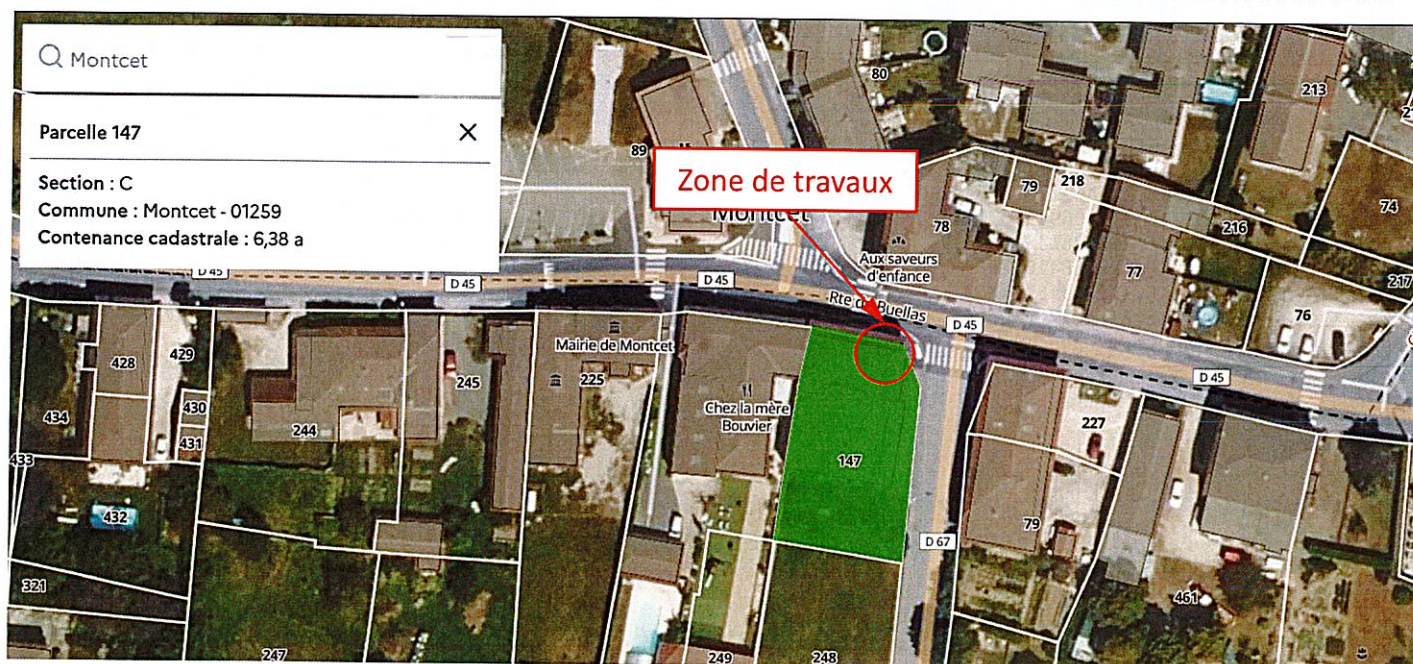 Montcet
Parcelle 147
Section : C
Commune : Montcet - 01259
Contenance cadastrale : 6,38 a
Zone de travaux
Montcet
80
213
89
79
218
74
78
216
Aux saveurs
d'enfance
77
217
D 45
D 45
Rte de Buellas
D 45
76
D 45
Mairie de Montcet
428
429
434
430
431
244
245
225
Chez la mère
Bouvier
147
227
433
432
79
D 67
321
461
247
249
248